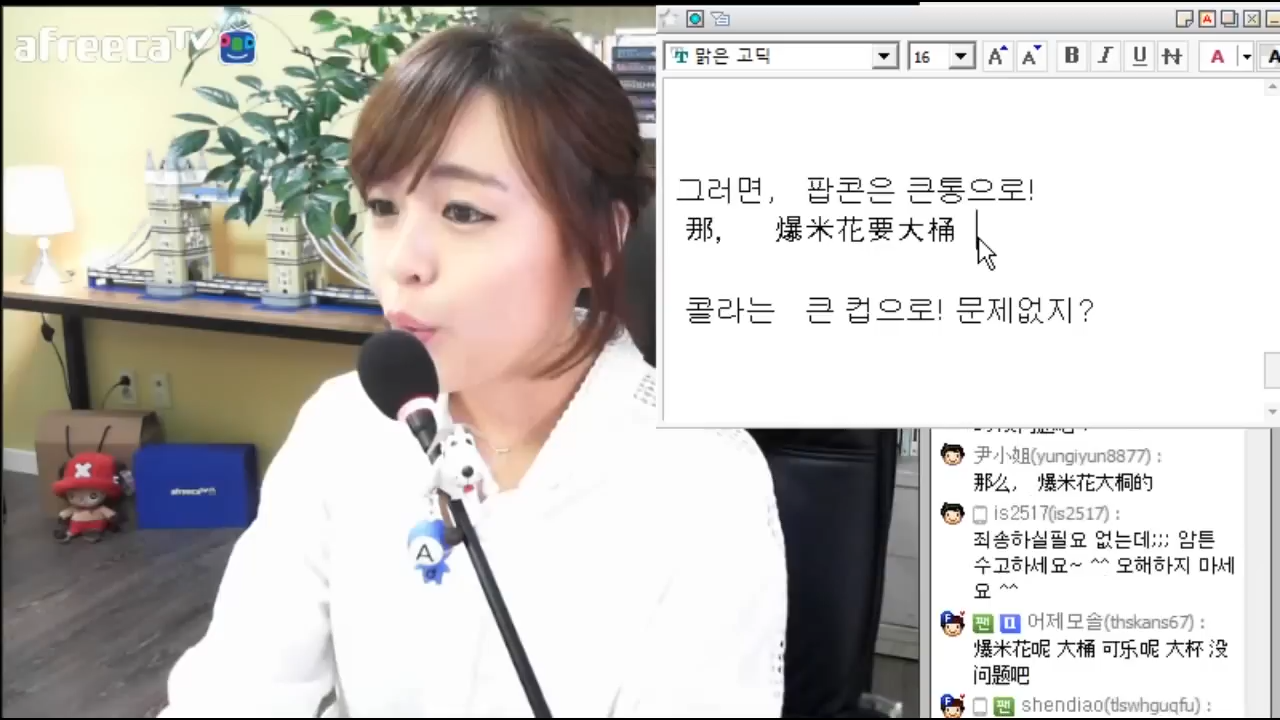 afreecaTV
맑은 고딕
16
그러면, 팝콘은 큰통으로!
那, 爆米花要大桶
콜라는 큰 컵으로! 문제없지?
afreecaTV
A
尹小姐(yungiyun8877) :
那么, 爆米花大桐的
is2517(is2517) :
죄송하실필요 없는데;;; 암튼
수고하세요~ ^^ 오해하지 마세
요 ^^
팬 어제모솔(thskans67) :
爆米花呢 大桶 可乐呢 大杯 没
问题吧
팬 shendiao(tlswhguqfu) :